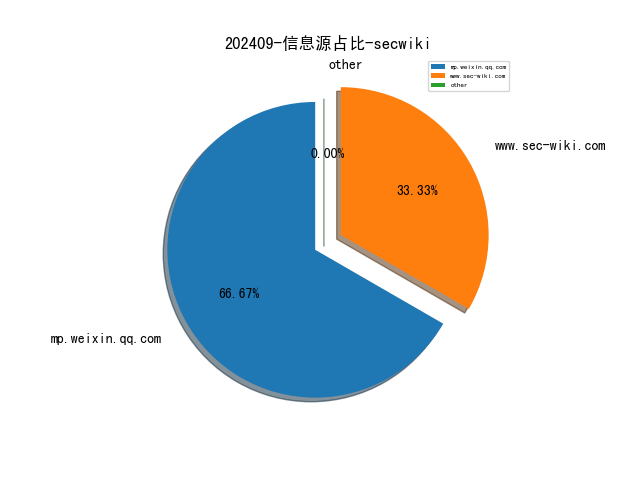 202409-信息源占比-secwiki
other
mp.weixin.qq.com
www.sec-wiki.com
other
www.sec-wiki.com
0.00%
33.33%
66.67%
mp.weixin.qq.com